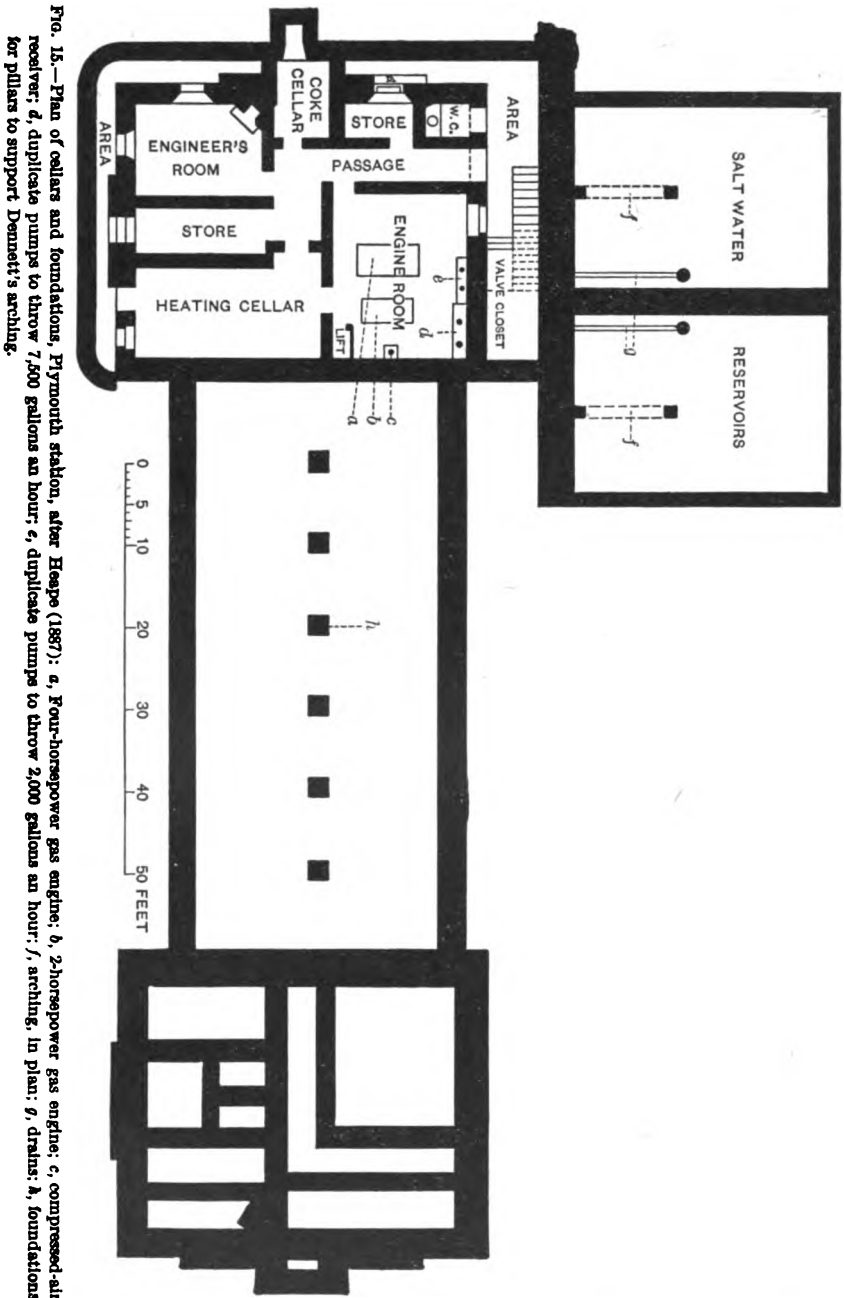 SALT WATER
RESERVOIRS
f
g
f
AREA
VALVE CLOSET
W.C.
STORE
COKE
CELLAR
PASSAGE
ENGINEER'S
ROOM
STORE
HEATING CELLAR
ENGINE ROOM
LIFT
AREA
e
d
a
b
c
h
0 5 10 20 30 40 50 FEET
FIG. 15.—Plan of cellars and foundations, Plymouth station, after Heape (1887): a, Four-horsepower gas engine; b, 2-horsepower gas engine; c, compressed-air
receiver; d, duplicate pumps to throw 7,500 gallons an hour; e, duplicate pumps to throw 2,000 gallons an hour; f, arching, in plan; g, drains; h, foundations
for pillars to support Dennett's arching.